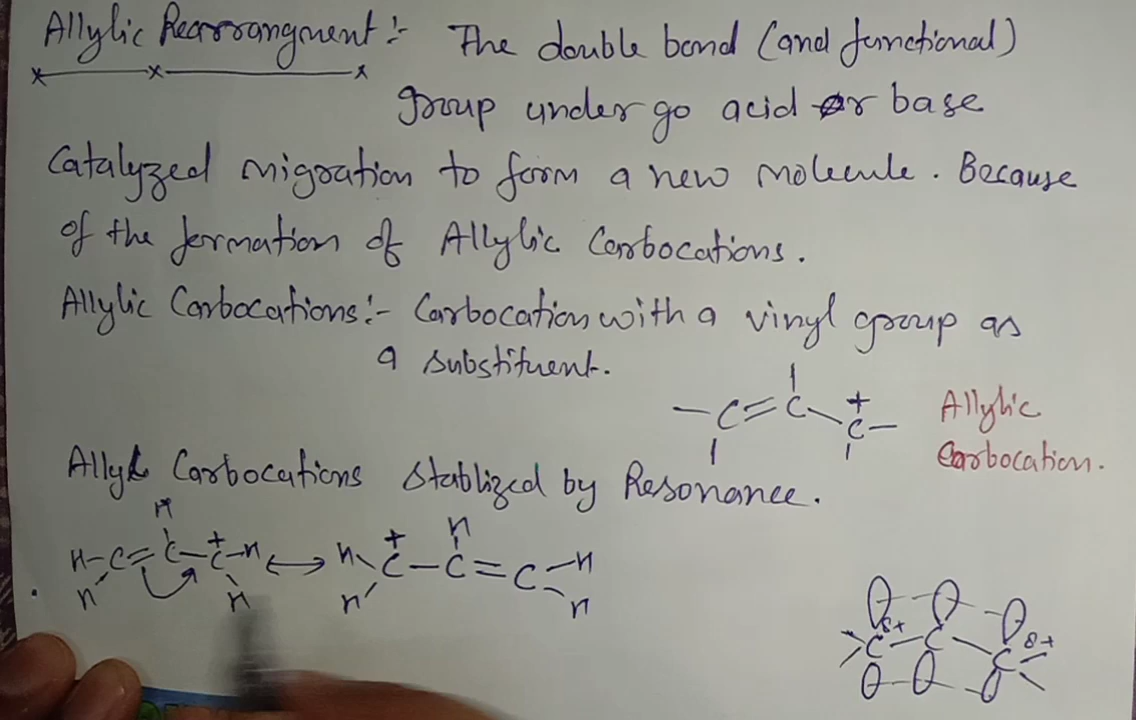 Allylic Rearrangment :- The double bond (and functional)
group under go acid or base
Catalyzed migration to form a new molecule. Because
of the formation of Allylic Carbocations.
Allylic Carbocations :- Carbocation with a vinyl group as
a substituent.
- C = C - C + -
Allylic
Carbocation.
Allyl Carbocations Stablized by Resonance.
H H
H-C=C-C+-H ↔ H C+-C=C-H
H H H H
C δ+ C C δ+